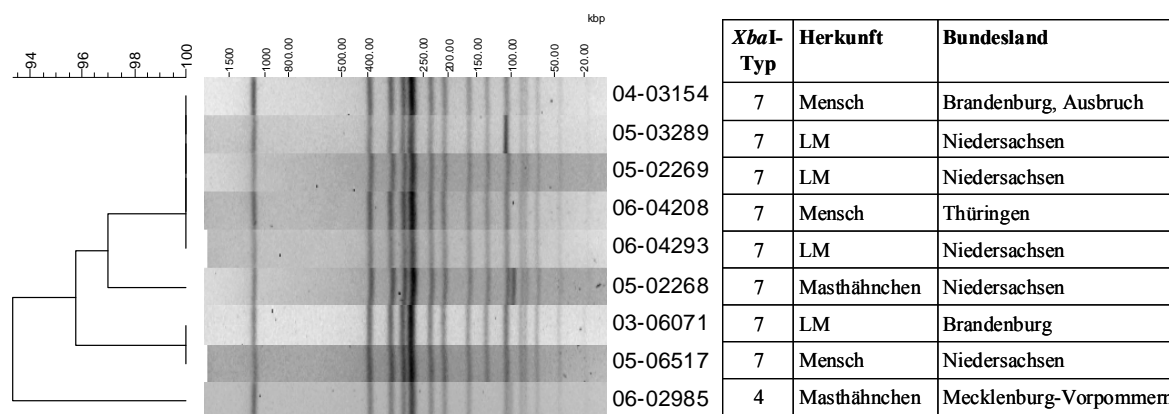 kbp
94 96 98 100
1500 1000 800.00 500.00 400.00 250.00 200.00 150.00 100.00 50.00 20.00
XbaI-Typ Herkunft Bundesland
04-03154 7 Mensch Brandenburg, Ausbruch
05-03289 7 LM Niedersachsen
05-02269 7 LM Niedersachsen
06-04208 7 Mensch Thüringen
06-04293 7 LM Niedersachsen
05-02268 7 Masthähnchen Niedersachsen
03-06071 7 LM Brandenburg
05-06517 7 Mensch Niedersachsen
06-02985 4 Masthähnchen Mecklenburg-Vorpommern